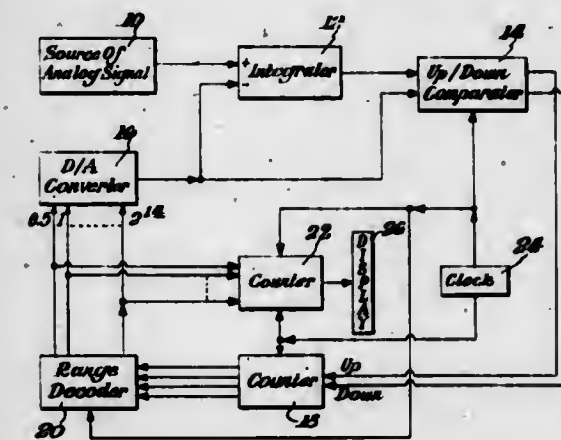 10
Source Of
Analog Signal
12
+
-
Integrator
14
Up/Down
Comparator
16
D/A
Converter
0.5 1 2^14
22
Counter
26
DISPLAY
24
Clock
Range
Decoder
20
Counter
18
Up
Down